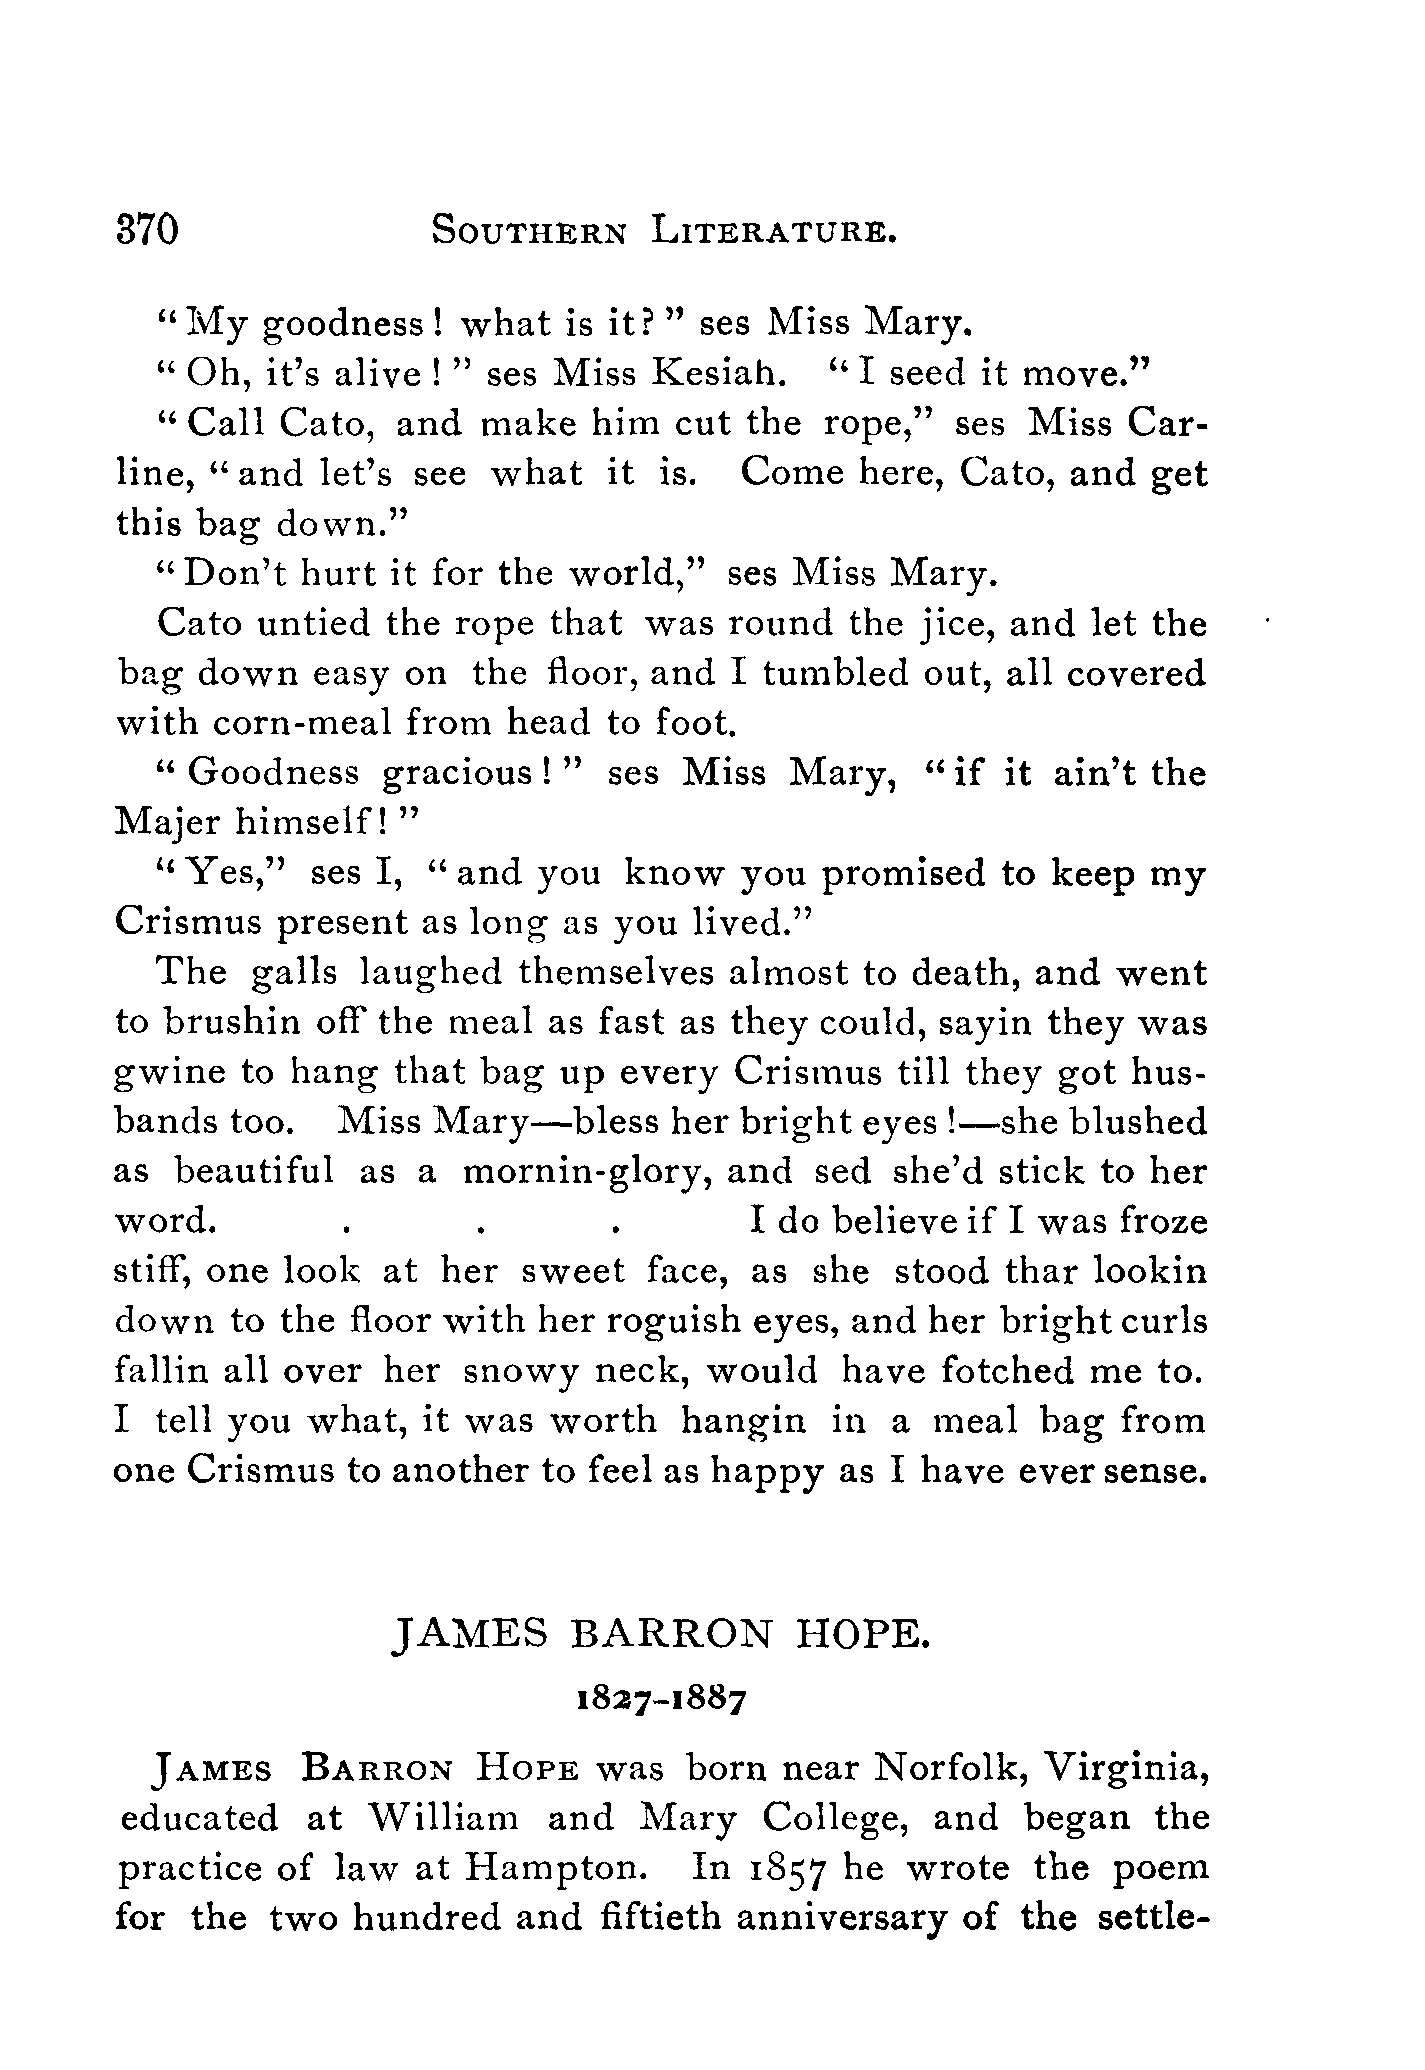 370 SOUTHERN LITERATURE.
“My goodness! what is it?” ses Miss Mary.
“Oh, it’s alive!” ses Miss Kesiah. “I seed it move.”
“Call Cato, and make him cut the rope,” ses Miss Car-
line, “and let’s see what it is. Come here, Cato, and get
this bag down.”
“Don’t hurt it for the world,” ses Miss Mary.
Cato untied the rope that was round the jice, and let the
bag down easy on the floor, and I tumbled out, all covered
with corn-meal from head to foot.
“Goodness gracious!” ses Miss Mary, “if it ain’t the
Majer himself!”
“Yes,” ses I, “and you know you promised to keep my
Crismus present as long as you lived.”
The galls laughed themselves almost to death, and went
to brushin off the meal as fast as they could, sayin they was
gwine to hang that bag up every Crismus till they got hus-
bands too. Miss Mary—bless her bright eyes!—she blushed
as beautiful as a mornin-glory, and sed she’d stick to her
word. . . . I do believe if I was froze
stiff, one look at her sweet face, as she stood thar lookin
down to the floor with her roguish eyes, and her bright curls
fallin all over her snowy neck, would have fotched me to.
I tell you what, it was worth hangin in a meal bag from
one Crismus to another to feel as happy as I have ever sense.
JAMES BARRON HOPE.
1827-1887
JAMES BARRON HOPE was born near Norfolk, Virginia,
educated at William and Mary College, and began the
practice of law at Hampton. In 1857 he wrote the poem
for the two hundred and fiftieth anniversary of the settle-